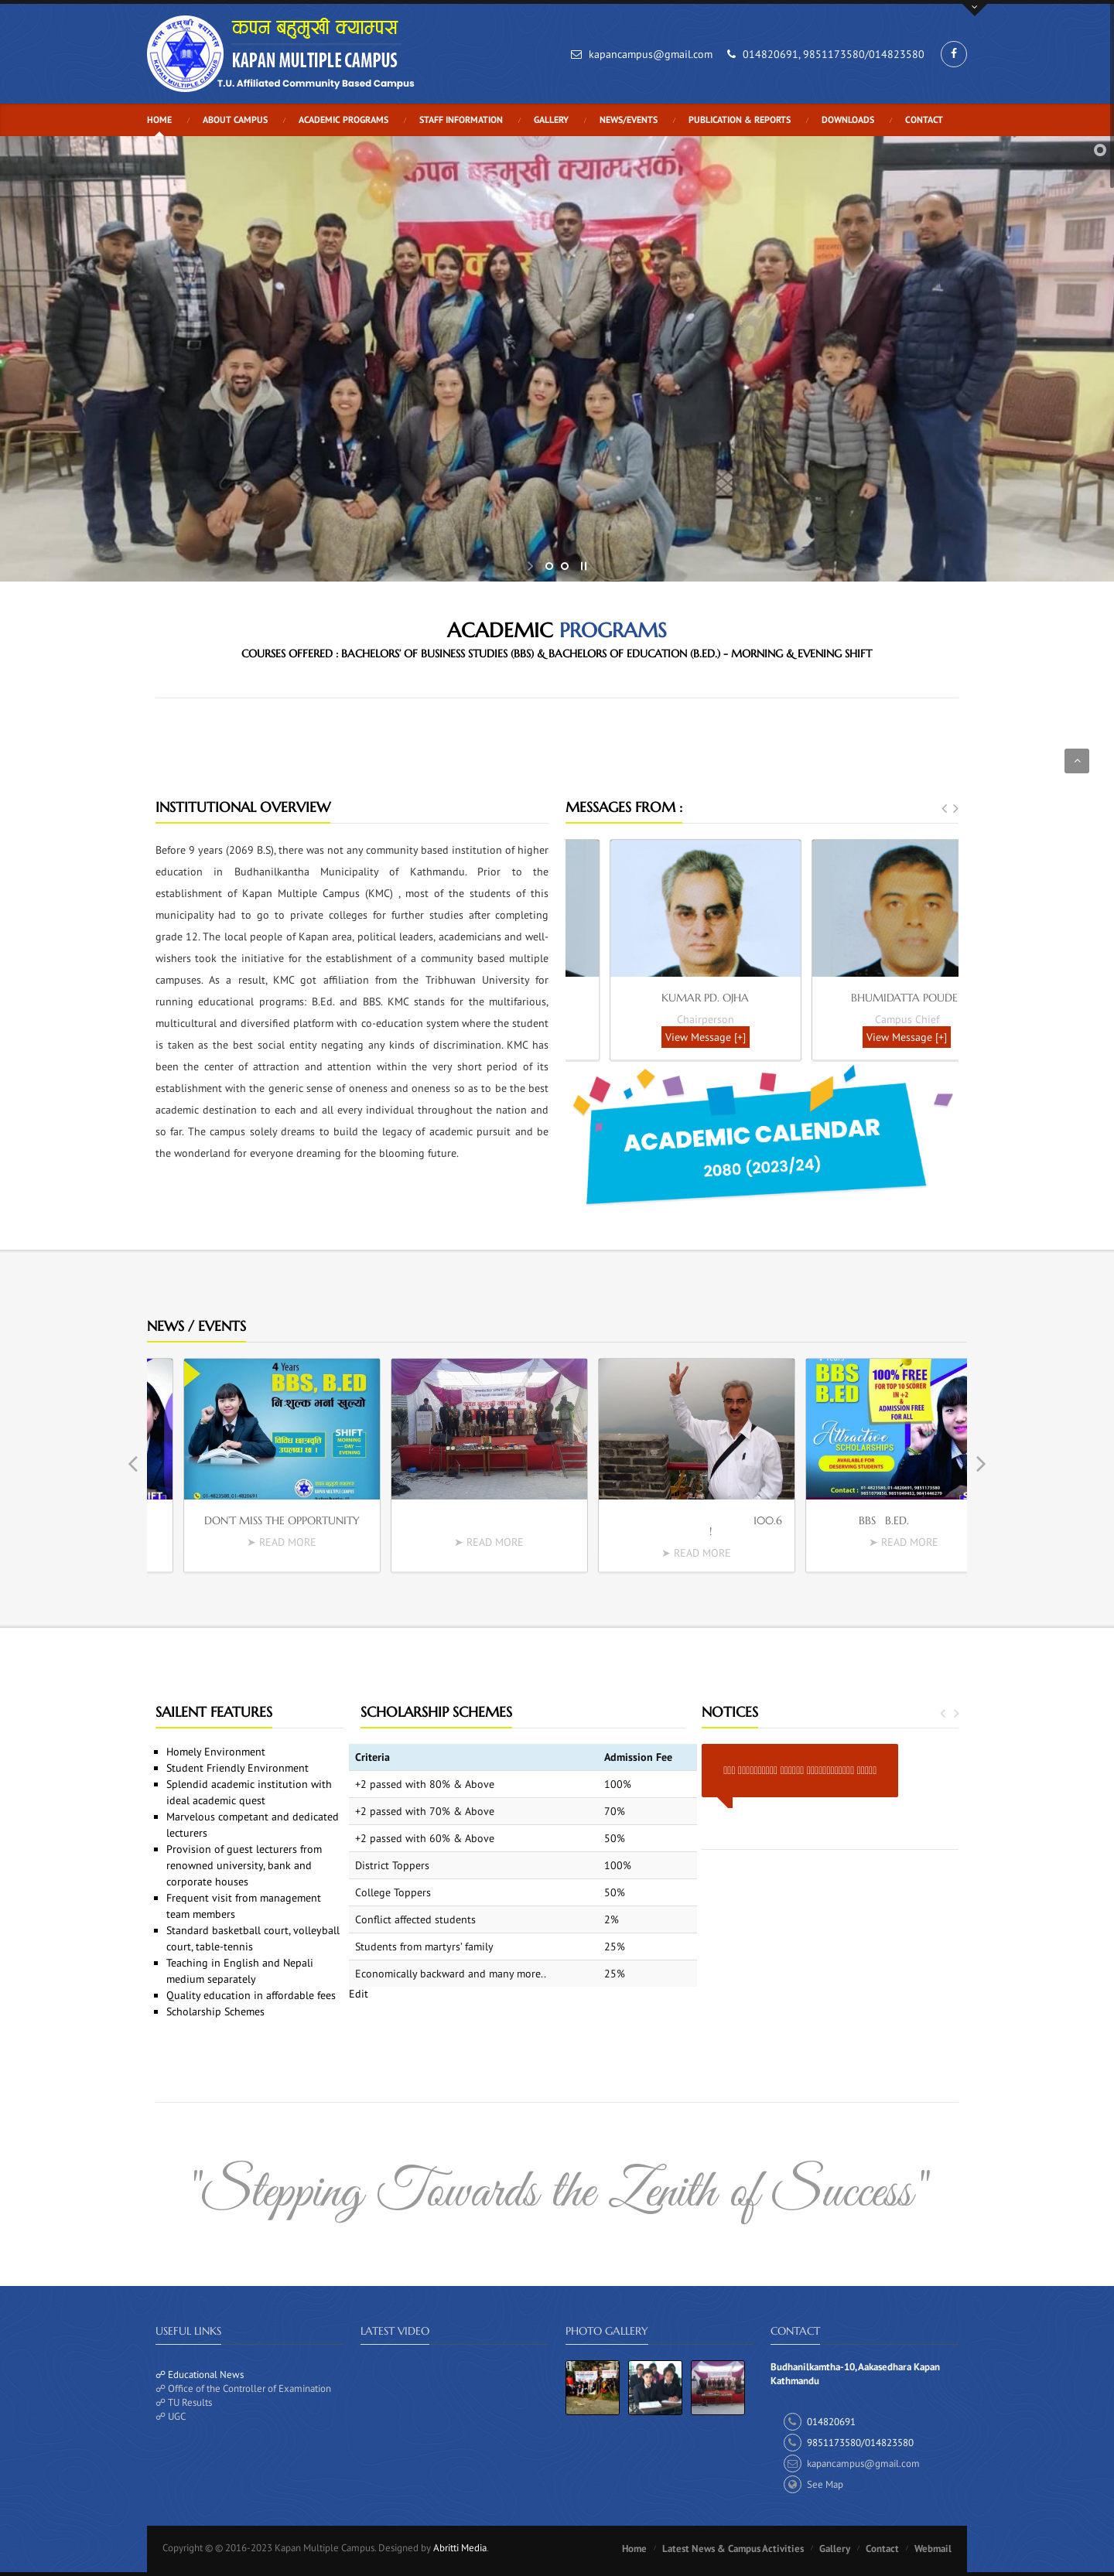 कपन बहुमुखी क्याम्पस
KAPAN MULTIPLE CAMPUS
T.U. Affiliated Community Based Campus
kapancampus@gmail.com 014820691, 9851173580/014823580
HOME / ABOUT CAMPUS / ACADEMIC PROGRAMS / STAFF INFORMATION / GALLERY / NEWS/EVENTS / PUBLICATION & REPORTS / DOWNLOADS / CONTACT
कपन बहुमुखी क्याम्पस
ACADEMIC PROGRAMS
COURSES OFFERED : BACHELORS' OF BUSINESS STUDIES (BBS) & BACHELORS OF EDUCATION (B.ED.) - MORNING & EVENING SHIFT
INSTITUTIONAL OVERVIEW
Before 9 years (2069 B.S), there was not any community based institution of higher
education in Budhanilkantha Municipality of Kathmandu. Prior to the
establishment of Kapan Multiple Campus (KMC) , most of the students of this
municipality had to go to private colleges for further studies after completing
grade 12. The local people of Kapan area, political leaders, academicians and well-
wishers took the initiative for the establishment of a community based multiple
campuses. As a result, KMC got affiliation from the Tribhuwan University for
running educational programs: B.Ed. and BBS. KMC stands for the multifarious,
multicultural and diversified platform with co-education system where the student
is taken as the best social entity negating any kinds of discrimination. KMC has
been the center of attraction and attention within the very short period of its
establishment with the generic sense of oneness and oneness so as to be the best
academic destination to each and all every individual throughout the nation and
so far. The campus solely dreams to build the legacy of academic pursuit and be
the wonderland for everyone dreaming for the blooming future.
MESSAGES FROM :
KUMAR PD. OJHA
Chairperson
View Message [+]
BHUMIDATTA POUDE
Campus Chief
View Message [+]
ACADEMIC CALENDAR
2080 (2023/24)
NEWS / EVENTS
4 Years
BBS, B.ED
निःशुल्क भर्ना खुल्यो
SHIFT
MORNING
DAY
EVENING
DON'T MISS THE OPPORTUNITY
➤ READ MORE
➤ READ MORE
100.6
!
➤ READ MORE
BBS
B.ED
100% FREE
FOR TOP 10 SCORER
IN +2
&
ADMISSION FREE
FOR ALL
Attractive
SCHOLARSHIPS
AVAILABLE FOR
DESERVING STUDENTS
BBS B.ED.
➤ READ MORE
SAILENT FEATURES
Homely Environment
Student Friendly Environment
Splendid academic institution with
ideal academic quest
Marvelous competant and dedicated
lecturers
Provision of guest lecturers from
renowned university, bank and
corporate houses
Frequent visit from management
team members
Standard basketball court, volleyball
court, table-tennis
Teaching in English and Nepali
medium separately
Quality education in affordable fees
Scholarship Schemes
SCHOLARSHIP SCHEMES
Criteria Admission Fee
+2 passed with 80% & Above 100%
+2 passed with 70% & Above 70%
+2 passed with 60% & Above 50%
District Toppers 100%
College Toppers 50%
Conflict affected students 2%
Students from martyrs' family 25%
Economically backward and many more.. 25%
Edit
NOTICES
"Stepping Towards the Zenith of Success"
USEFUL LINKS
Educational News
Office of the Controller of Examination
TU Results
UGC
LATEST VIDEO
PHOTO GALLERY
CONTACT
Budhanilkamtha-10,Aakasedhara Kapan
Kathmandu
014820691
9851173580/014823580
kapancampus@gmail.com
See Map
Copyright © © 2016-2023 Kapan Multiple Campus. Designed by Abritti Media.
Home / Latest News & Campus Activities / Gallery / Contact / Webmail